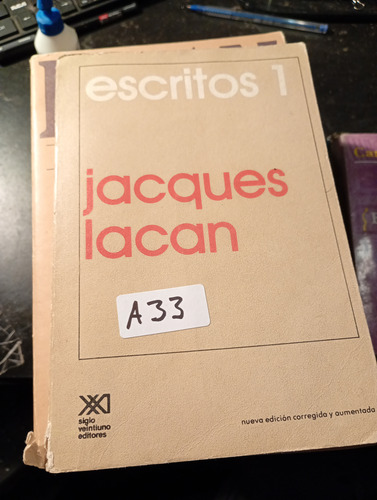 escritos 1
jacques
lacan
A33
siglo
veintiuno
editores
nueva edición corregida y aumentada